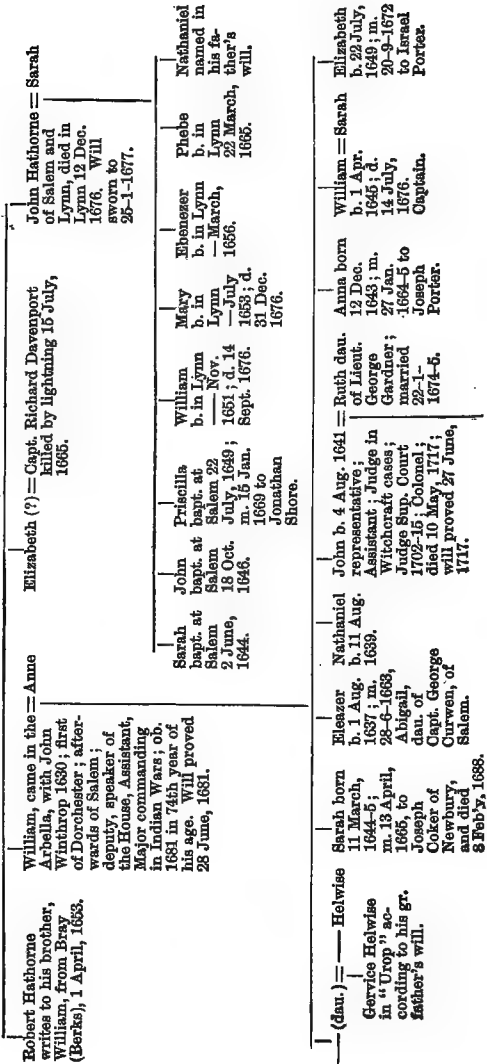 Robert Hathorne
writes to his brother,
William, from Bray
(Berks), 1 April, 1653.
William, came in the = Anne
Arbella, with John
Winthrop 1630; first
of Dorchester; after-
wards of Salem;
deputy, speaker of
the House, Assistant,
Major commanding
in Indian Wars; ob.
1681 in 74th year of
his age. Will proved
28 June, 1681.
Elizabeth (?) = Capt. Richard Davenport
killed by lightning 15 July,
1665.
John Hathorne = Sarah
of Salem and
Lynn, died in
Lynn 12 Dec.
1676. Will
sworn to
25-1-1677.
Sarah
bapt. at
Salem
2 June,
1644.
John
bapt. at
Salem
18 Oct.
1646.
Priscilla
bapt. at
Salem 22
July, 1649;
m. 15 Jan.
1669 to
Jonathan
Shore.
William
b. in Lynn
— Nov.
1651; d. 14
Sept. 1676.
Mary
b. in
Lynn
— July
1653; d.
31 Dec.
1676.
Ebenezer
b. in Lynn
— March,
1656.
Phebe
b. in
Lynn
22 March,
1665.
Nathaniel
named in
his fa-
ther's
will.
(dau.) = — Helwise
Gervice Helwise
in "Urop" ac-
cording to his gr.
father's will.
Sarah born
11 March,
1644-5;
m. 13 April,
1665, to
Joseph
Coker of
Newbury,
and died
8 Feb'y, 1688.
Eleazer
b. 1 Aug.
1637; m.
28-6-1663,
Abigail,
dau. of
Capt. George
Curwen, of
Salem.
Nathaniel
b. 11 Aug.
1639.
John b. 4 Aug. 1641 = Ruth dau.
representative;
Assistant; Judge in
Witchcraft cases;
Judge Sup. Court
1702-15; Colonel;
died 10 May, 1717;
will proved 27 June,
1717.
of Lieut.
George
Gardner;
married
22-1-
1674-5.
Anna born
12 Dec.
1643; m.
27 Jan.
1664-5 to
Joseph
Porter.
William = Sarah
b. 1 Apr.
1645; d.
14 July,
1676.
Captain.
Elizabeth
b. 22 July,
1649; m.
20-9-1672
to Israel
Porter.